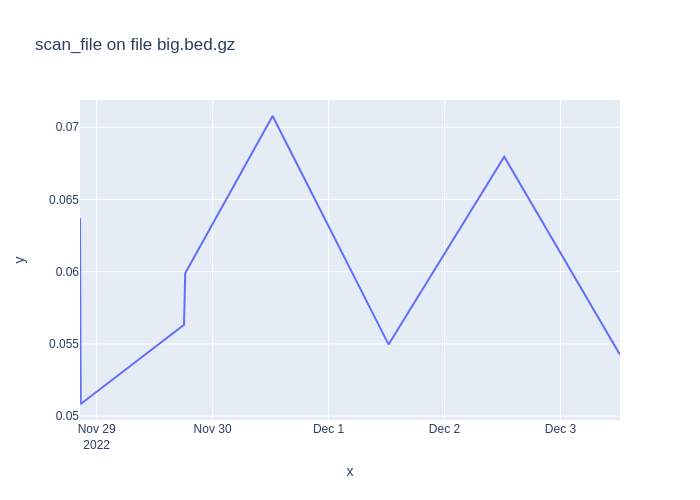 scan_file on file big.bed.gz
0.07
0.065
0.06
0.055
0.05
y
Nov 29
2022
Nov 30
Dec 1
Dec 2
Dec 3
x